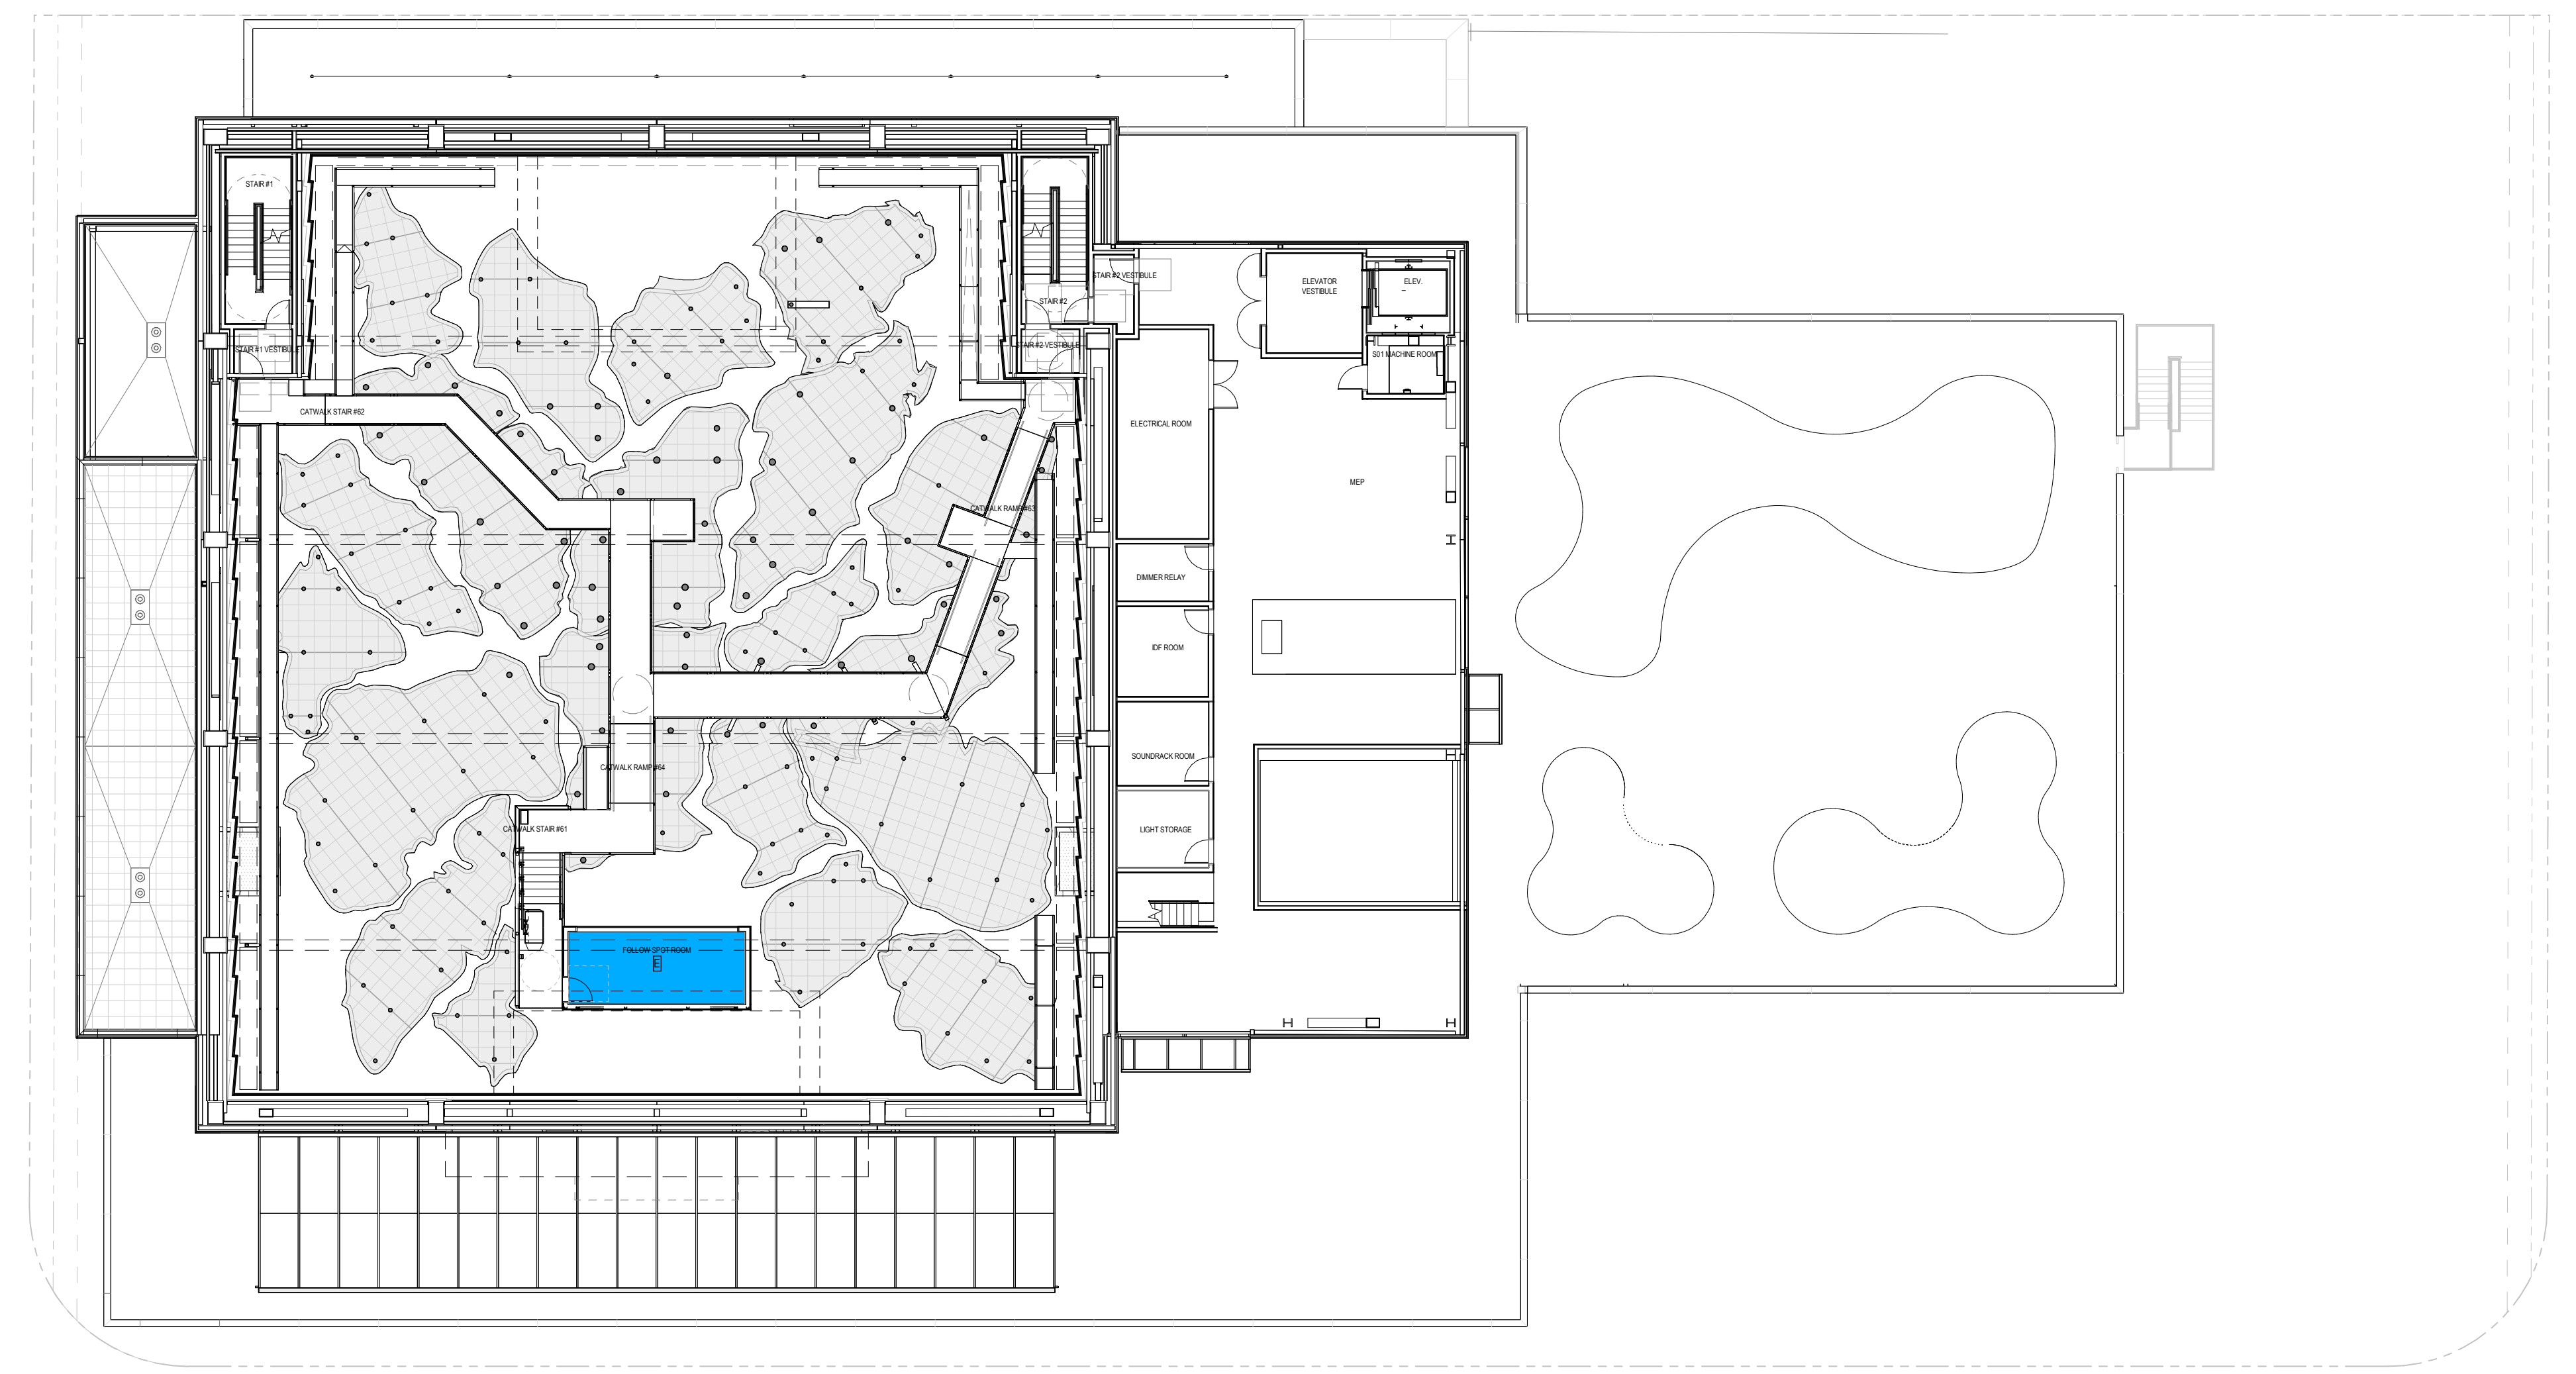 STAIR #1
STAIR #2 VESTIBULE
ELEVATOR
VESTIBULE
ELEV.
STAIR #2
STAIR #1 VESTIBULE
STAIR #2 VESTIBULE
S01 MACHINE ROOM
CATWALK STAIR #62
ELECTRICAL ROOM
MEP
CATWALK RAMP #63
DIMMER RELAY
IDF ROOM
SOUNDRACK ROOM
CATWALK RAMP #64
CATWALK STAIR #61
LIGHT STORAGE
FOLLOW SPOT ROOM
E